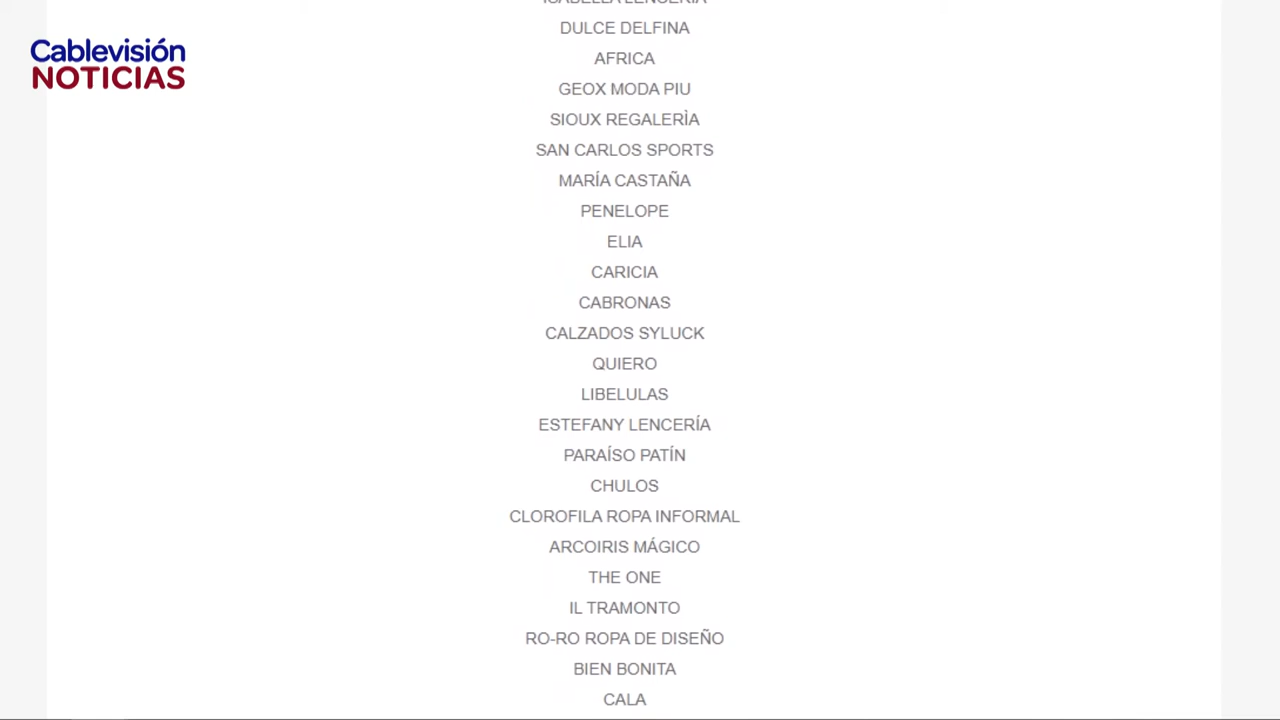 Cablevisión
NOTICIAS
ISABELLA LENCERÍA
DULCE DELFINA
AFRICA
GEOX MODA PIU
SIOUX REGALERÌA
SAN CARLOS SPORTS
MARÍA CASTAÑA
PENELOPE
ELIA
CARICIA
CABRONAS
CALZADOS SYLUCK
QUIERO
LIBELULAS
ESTEFANY LENCERÍA
PARAÍSO PATÍN
CHULOS
CLOROFILA ROPA INFORMAL
ARCOIRIS MÁGICO
THE ONE
IL TRAMONTO
RO-RO ROPA DE DISEÑO
BIEN BONITA
CALA